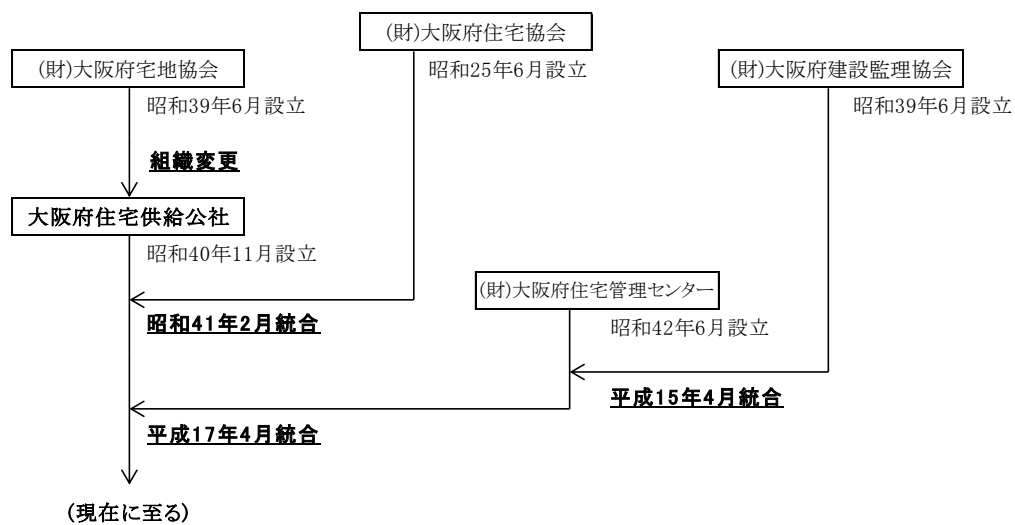 (財)大阪府住宅協会
昭和25年6月設立
(財)大阪府宅地協会
昭和39年6月設立
(財)大阪府建設監理協会
昭和39年6月設立
組織変更
大阪府住宅供給公社
昭和40年11月設立
(財)大阪府住宅管理センター
昭和42年6月設立
昭和41年2月統合
平成15年4月統合
平成17年4月統合
(現在に至る)